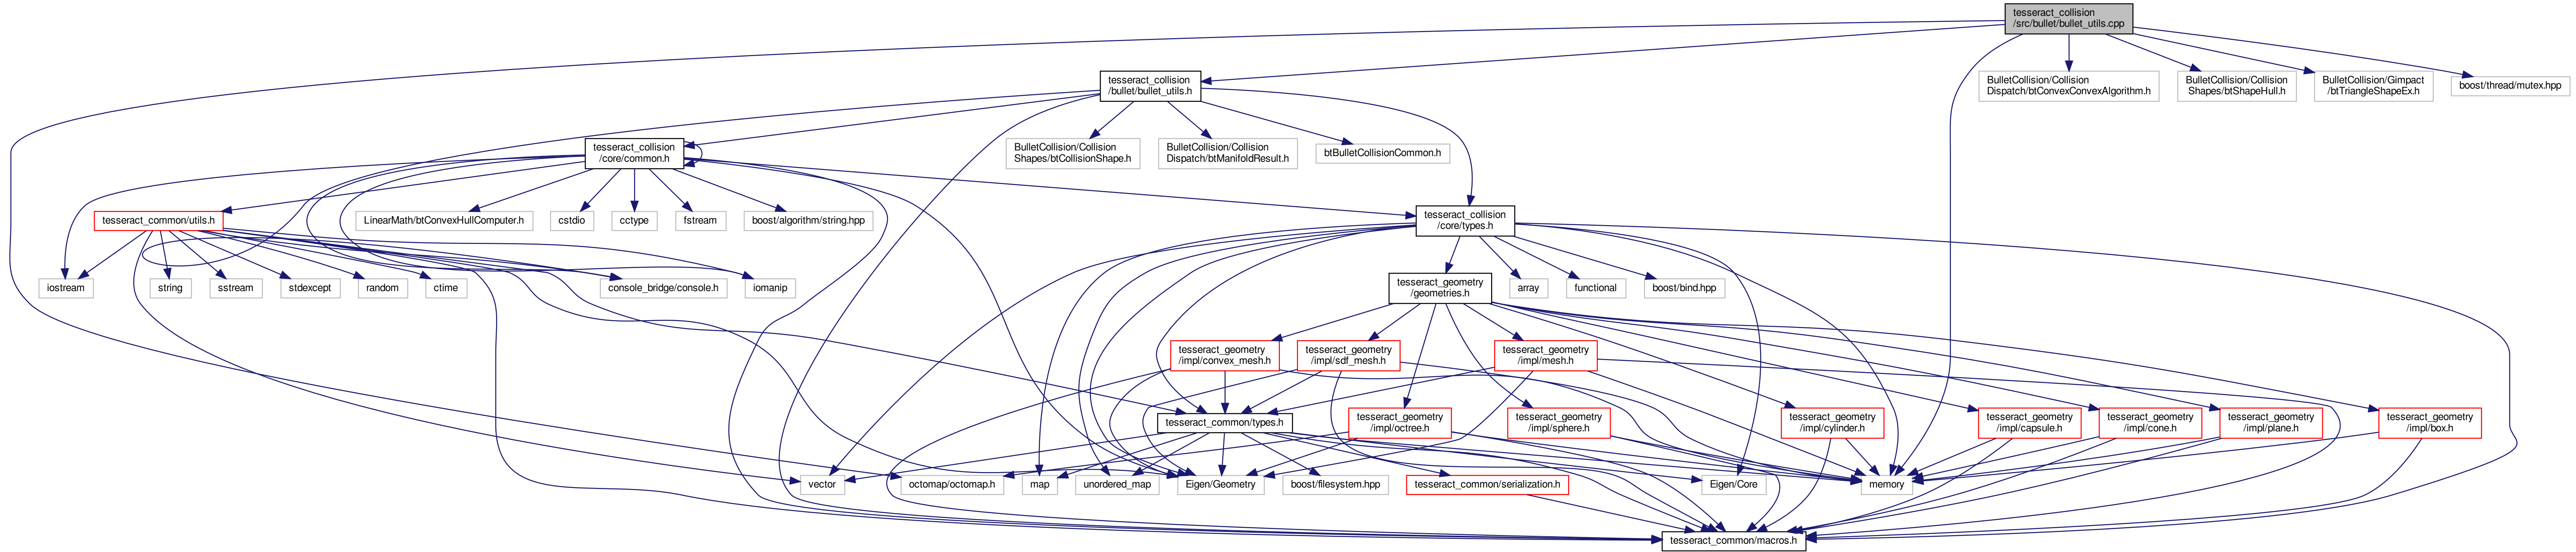 tesseract_collision
/src/bullet/bullet_utils.cpp
tesseract_collision
/bullet/bullet_utils.h
BulletCollision/Collision
Dispatch/btConvexConvexAlgorithm.h
BulletCollision/Collision
Shapes/btShapeHull.h
BulletCollision/Gimpact
/btTriangleShapeEx.h
boost/thread/mutex.hpp
tesseract_collision
/core/common.h
BulletCollision/Collision
Shapes/btCollisionShape.h
BulletCollision/Collision
Dispatch/btManifoldResult.h
btBulletCollisionCommon.h
tesseract_common/utils.h
LinearMath/btConvexHullComputer.h
cstdio
cctype
fstream
boost/algorithm/string.hpp
tesseract_collision
/core/types.h
iostream
string
sstream
stdexcept
random
ctime
console_bridge/console.h
iomanip
tesseract_geometry
/geometries.h
array
functional
boost/bind.hpp
tesseract_geometry
/impl/convex_mesh.h
tesseract_geometry
/impl/sdf_mesh.h
tesseract_geometry
/impl/mesh.h
tesseract_common/types.h
tesseract_geometry
/impl/octree.h
tesseract_geometry
/impl/sphere.h
tesseract_geometry
/impl/cylinder.h
tesseract_geometry
/impl/capsule.h
tesseract_geometry
/impl/cone.h
tesseract_geometry
/impl/plane.h
tesseract_geometry
/impl/box.h
vector
octomap/octomap.h
map
unordered_map
Eigen/Geometry
boost/filesystem.hpp
tesseract_common/serialization.h
Eigen/Core
memory
tesseract_common/macros.h